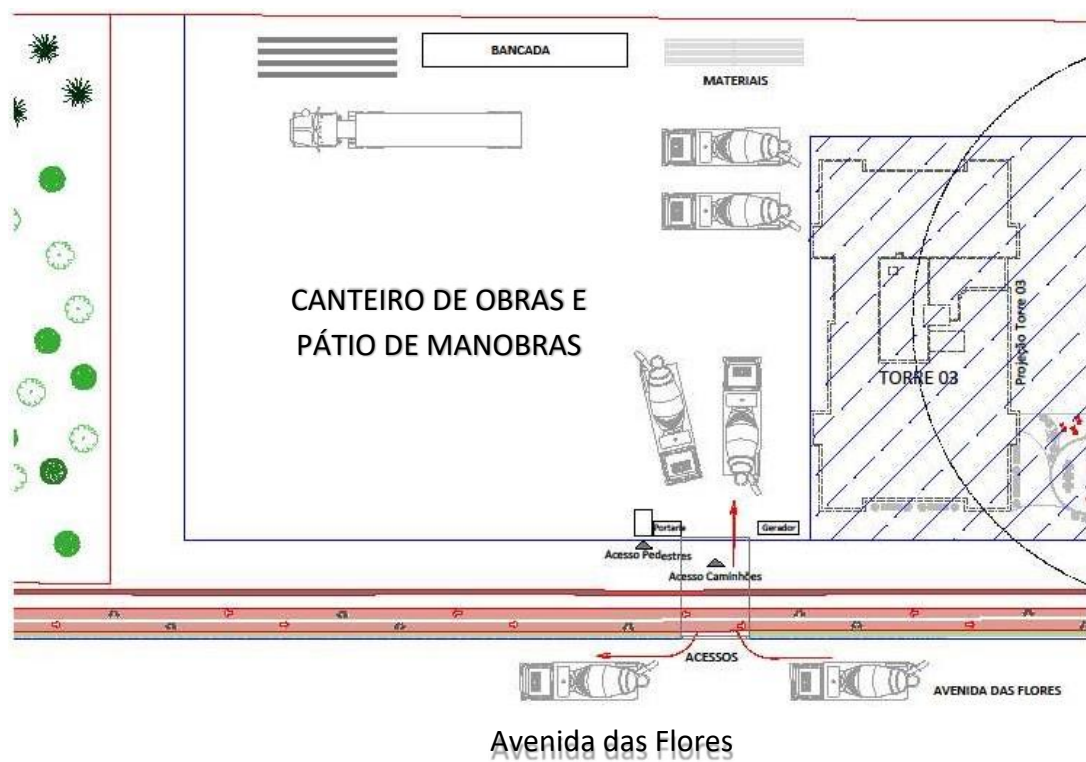 BANCADA
MATERIAIS
CANTEIRO DE OBRAS E
PÁTIO DE MANOBRAS
TORRE 03
Projeção Torre 03
Portaria
Gerador
Acesso Pedestres
Acesso Caminhões
ACESSOS
AVENIDA DAS FLORES
Avenida das Flores